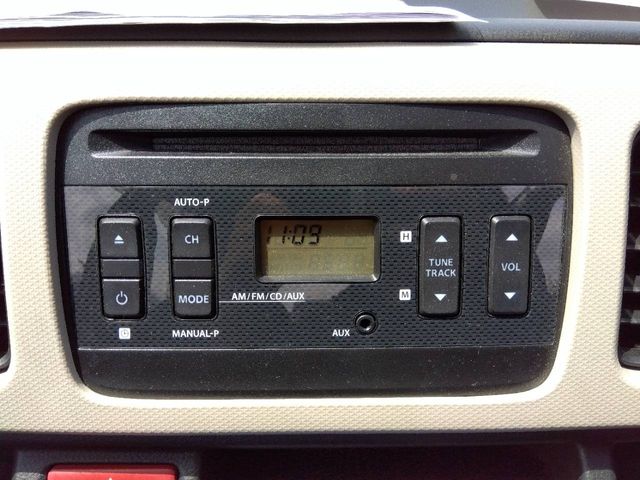 AUTO-P
CH
MODE
MANUAL-P
11:09
AM/FM/CD/AUX
AUX
H
M
TUNE
TRACK
VOL